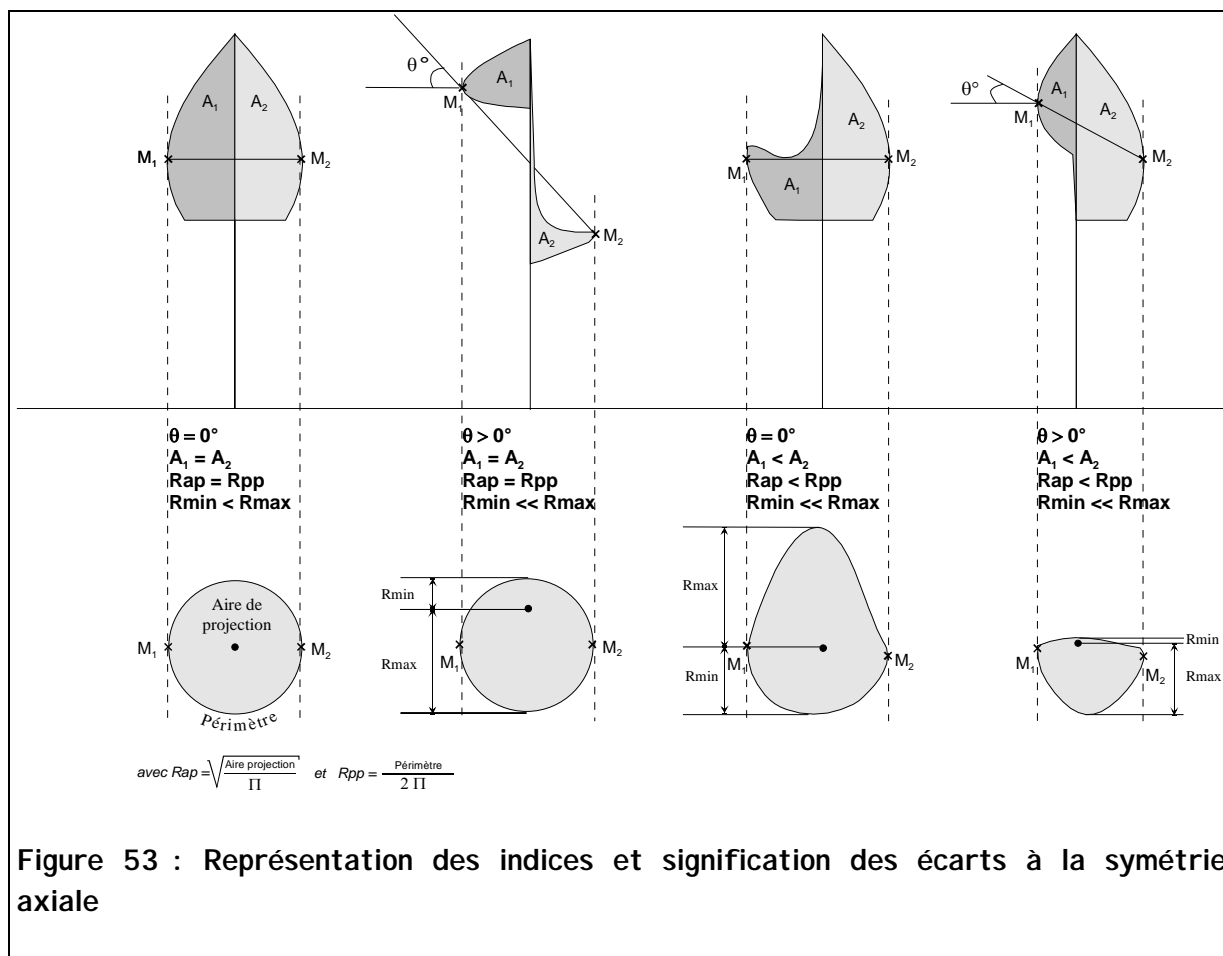 θ°
θ°
A₁
A₂
A₁
M₁
A₂
A₁
M₁
M₁
M₂
M₁
A₁
M₂
A₂
M₂
A₂
M₂
θ = 0°
A₁ = A₂
Rap = Rpp
Rmin < Rmax
θ > 0°
A₁ = A₂
Rap = Rpp
Rmin << Rmax
θ = 0°
A₁ < A₂
Rap < Rpp
Rmin << Rmax
θ > 0°
A₁ < A₂
Rap < Rpp
Rmin << Rmax
Aire de
projection
M₁
M₂
Périmètre
Rmin
Rmax
M₁
M₂
Rmax
Rmin
M₁
M₂
M₁
M₂
Rmin
Rmax
avec Rap = √(Aire projection / Π) et Rpp = Périmètre / 2 Π
Figure 53 : Représentation des indices et signification des écarts à la symétrie
axiale